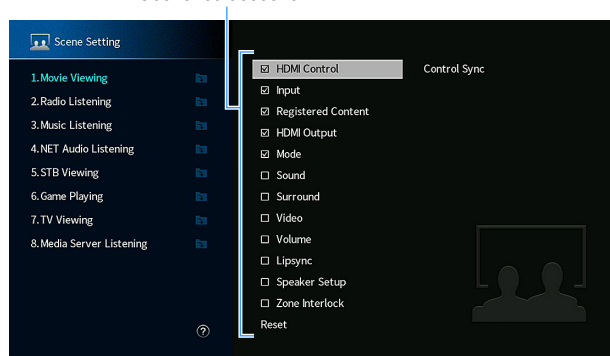 Scene Setting
1.Movie Viewing
2.Radio Listening
3.Music Listening
4.NET Audio Listening
5.STB Viewing
6.Game Playing
7.TV Viewing
8.Media Server Listening
?
HDMI Control Control Sync
Input
Registered Content
HDMI Output
Mode
Sound
Surround
Video
Volume
Lipsync
Speaker Setup
Zone Interlock
Reset